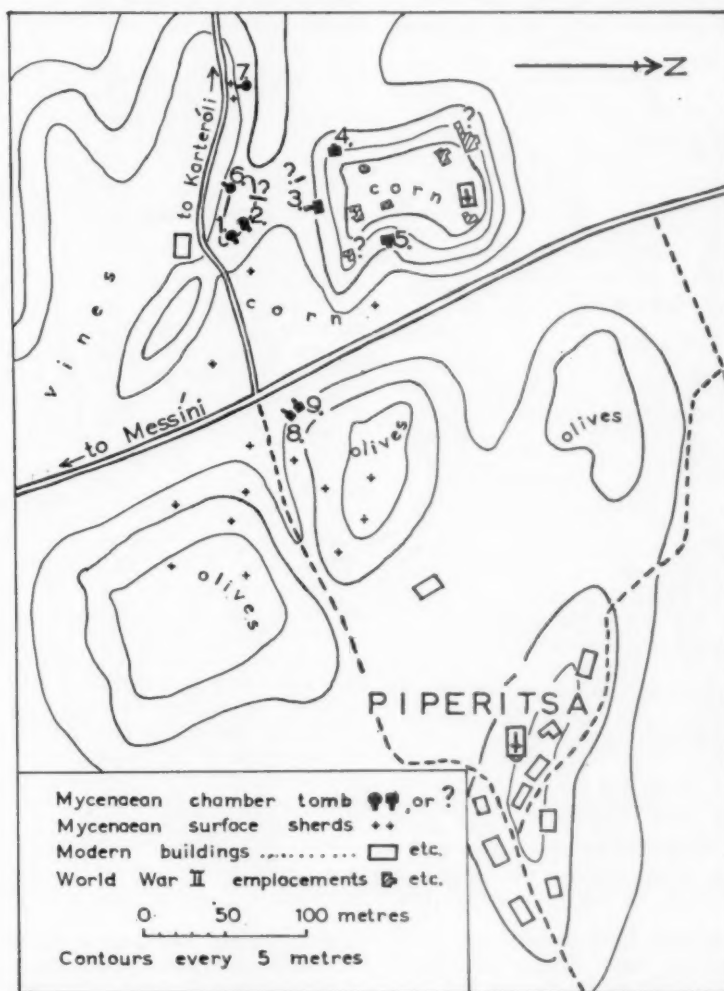 N
to Karteróli
7.
?
4.
?
6.
?
3.
corn
2.
1.
?
5.
vines
corn
to Messíni
9.
8.
olives
olives
olives
PIPERITSA
Mycenaean chamber tomb , or ?
Mycenaean surface sherds
Modern buildings ............ etc.
World War II emplacements etc.
0 50 100 metres
Contours every 5 metres